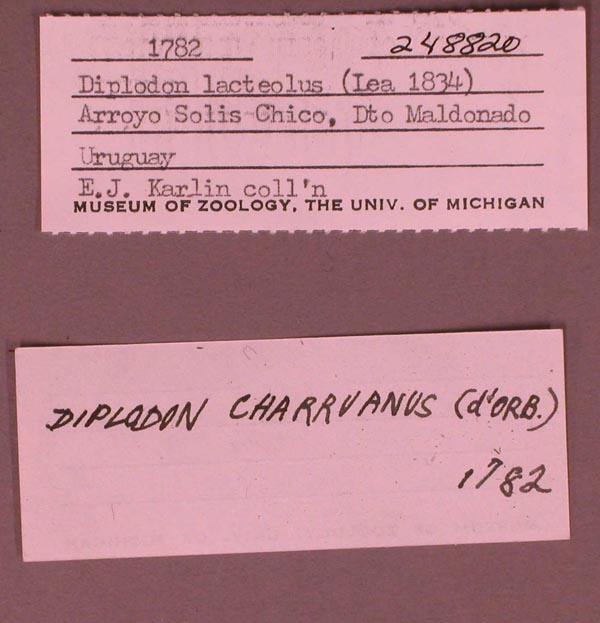 1782 248820
Diplodon lacteolus (Lea 1834)
Arroyo Solis Chico, Dto Maldonado
Uruguay
E.J. Karlin coll'n
MUSEUM OF ZOOLOGY, THE UNIV. OF MICHIGAN
DIPLODON CHARRUANUS (d'ORB.)
1782